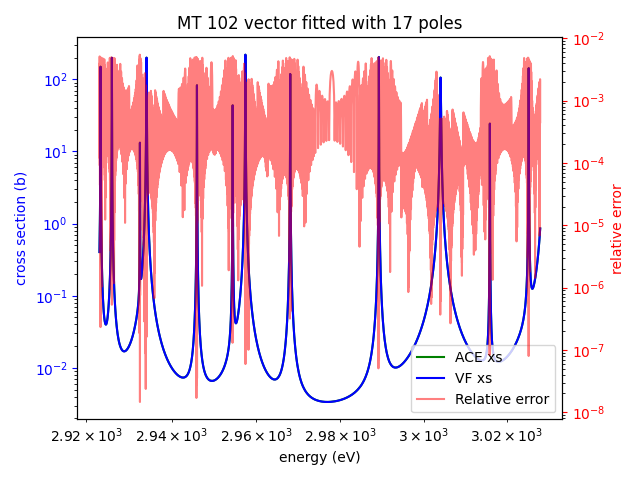 MT 102 vector fitted with 17 poles
cross section (b)
10²
10¹
10⁰
10⁻¹
10⁻²
10⁻²
10⁻³
10⁻⁴
10⁻⁵
10⁻⁶
10⁻⁷
10⁻⁸
relative error
ACE xs
VF xs
Relative error
2.92 × 10³ 2.94 × 10³ 2.96 × 10³ 2.98 × 10³ 3 × 10³ 3.02 × 10³
energy (eV)